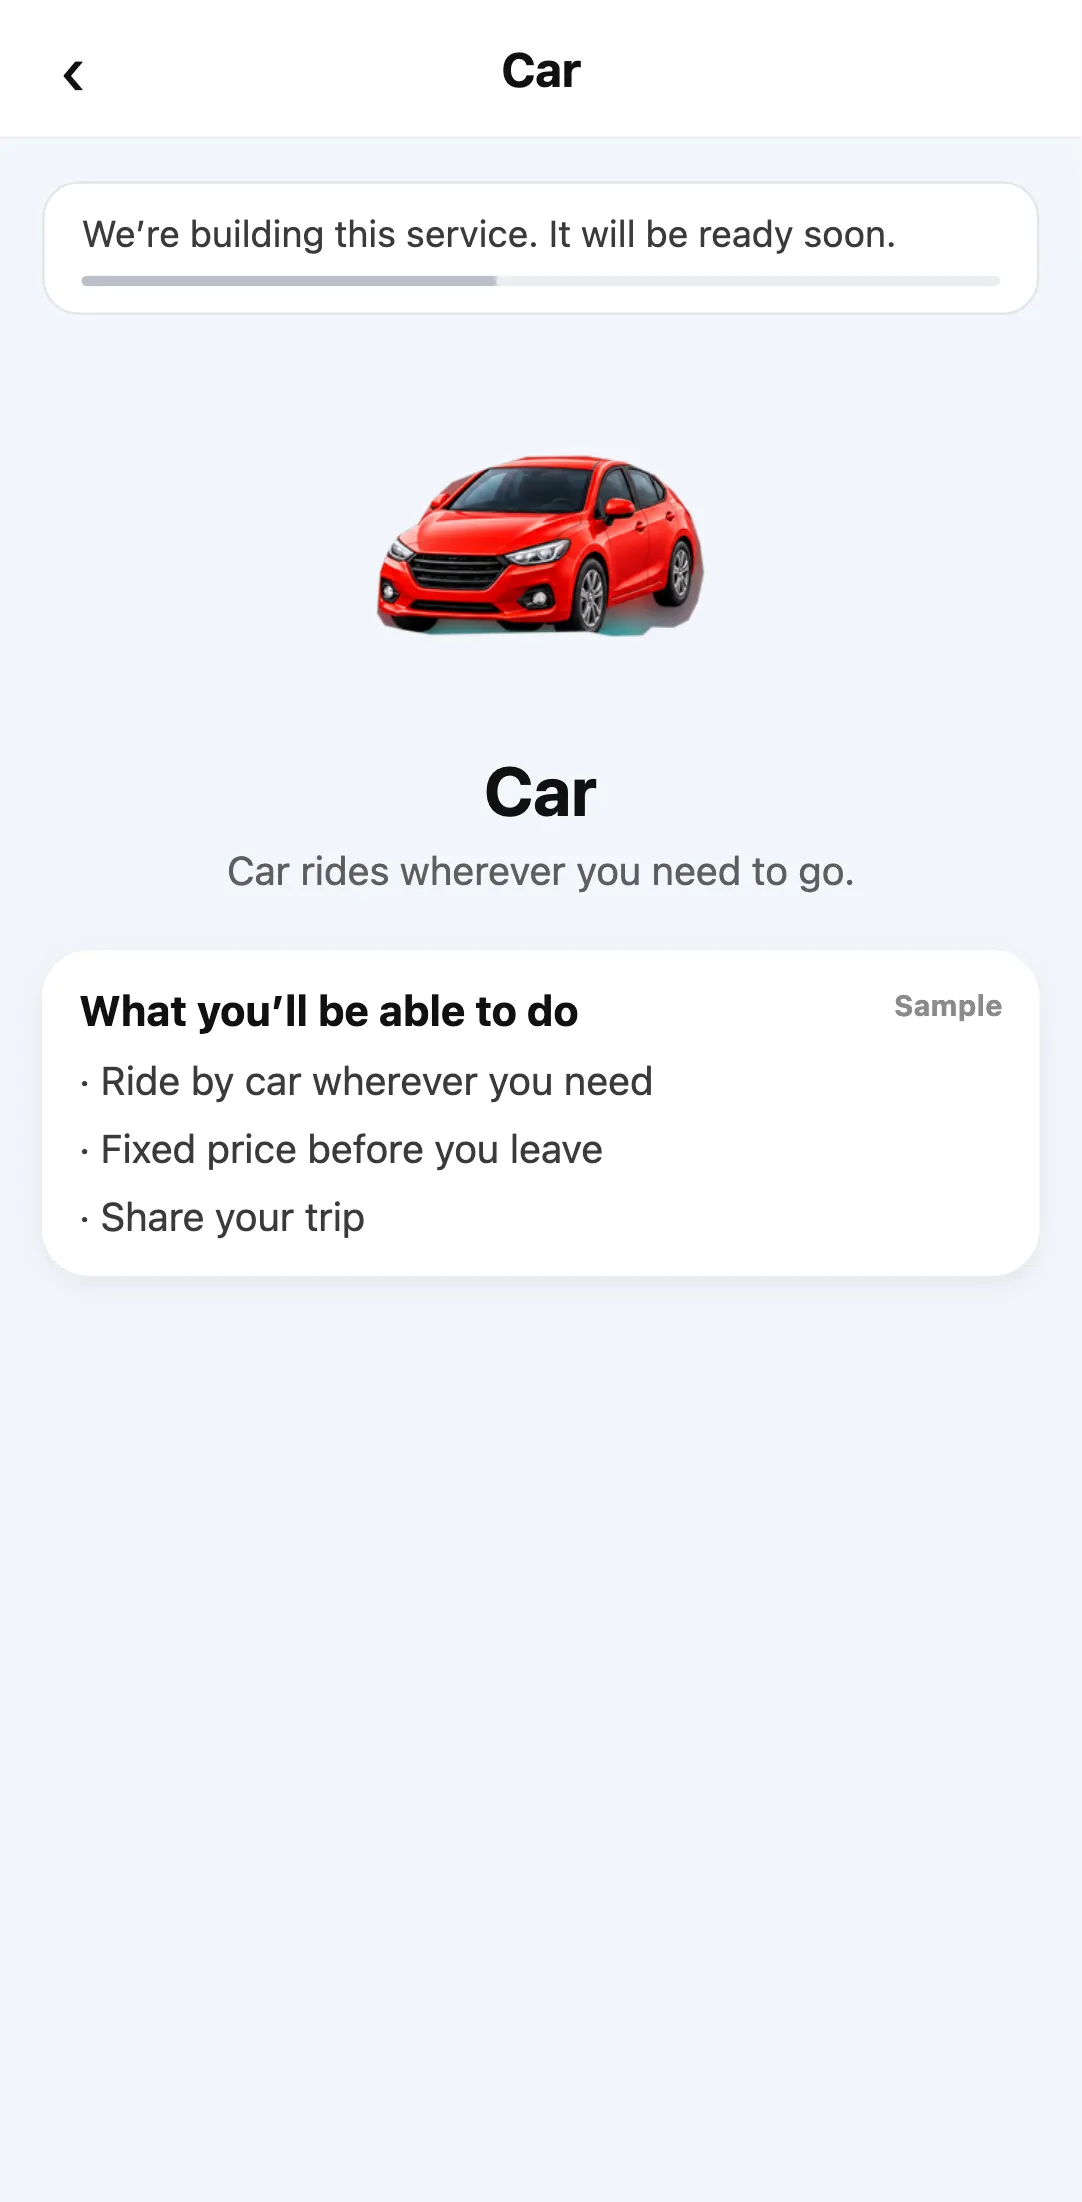 Car
We’re building this service. It will be ready soon.
Car
Car rides wherever you need to go.
What you’ll be able to do
Sample
· Ride by car wherever you need
· Fixed price before you leave
· Share your trip